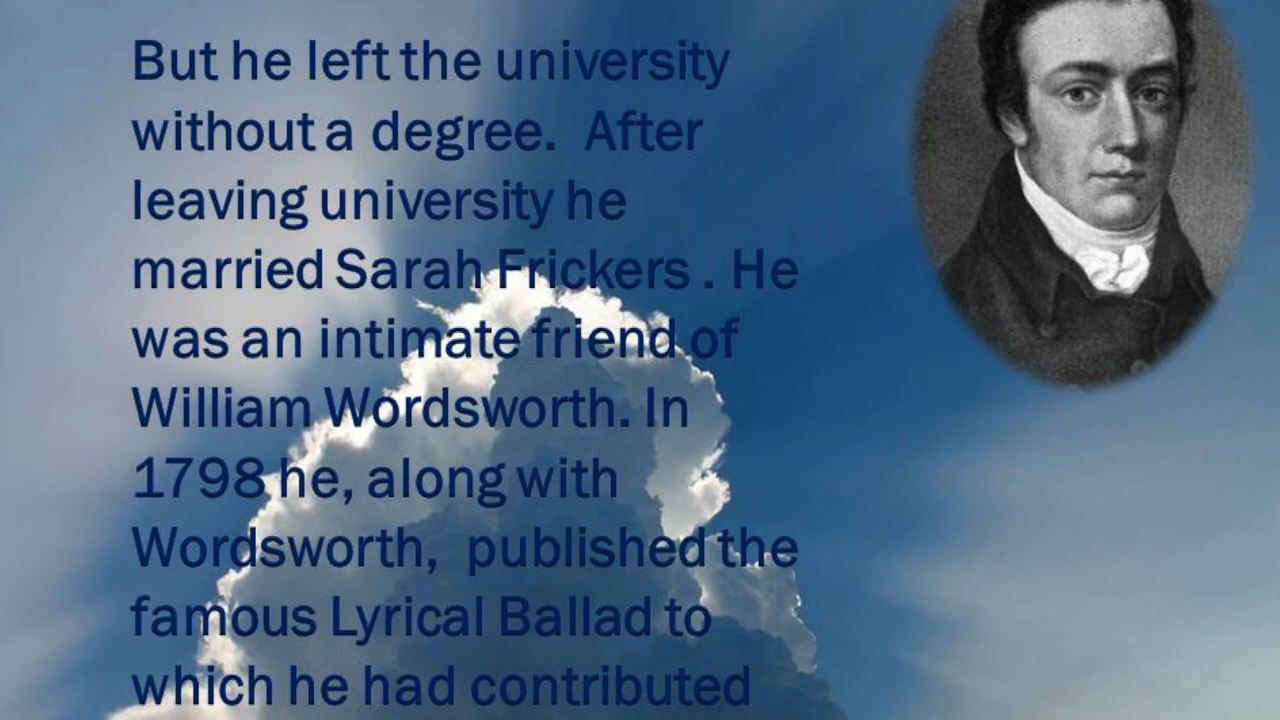 But he left the university
without a degree. After
leaving university he
married Sarah Frickers . He
was an intimate friend of
William Wordsworth. In
1798 he, along with
Wordsworth, published the
famous Lyrical Ballad to
which he had contributed